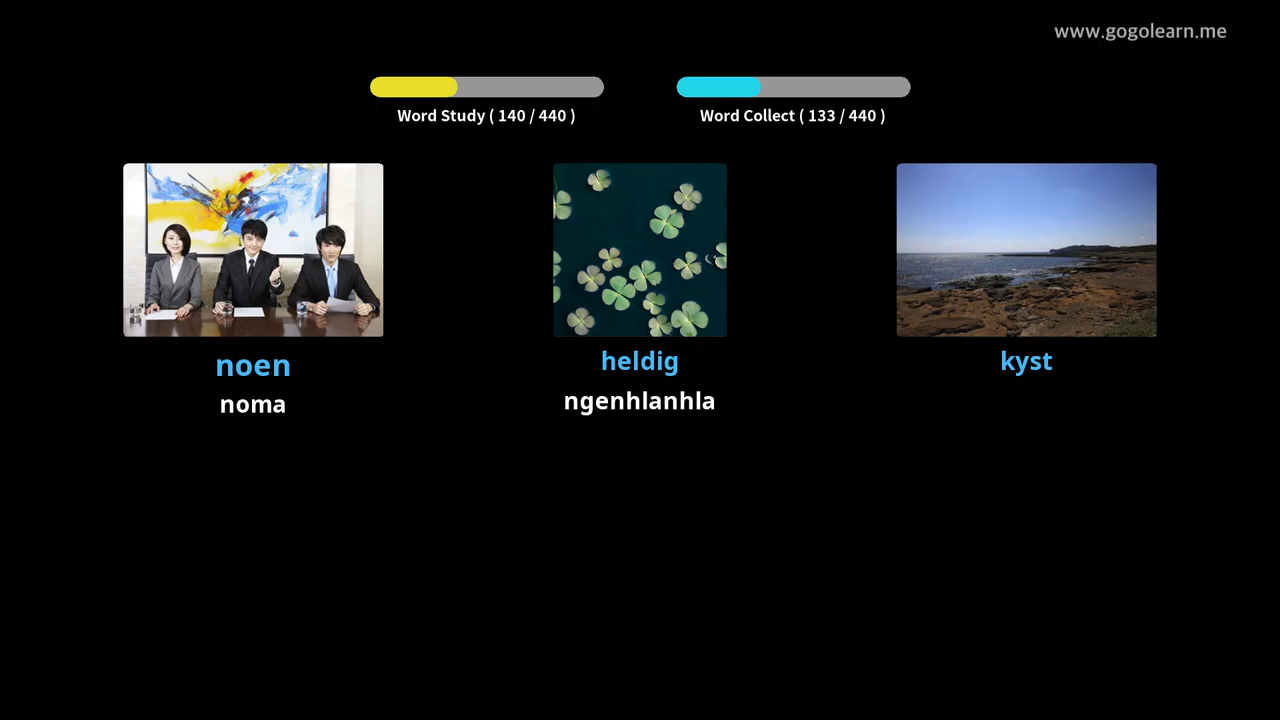 www.gogolearn.me
Word Study ( 140 / 440 )
Word Collect ( 133 / 440 )
noen
noma
heldig
ngenhlanhla
kyst